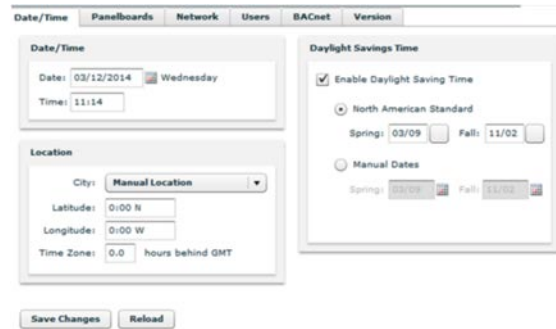 Date/Time Panelboards Network Users BACnet Version
Date/Time
Date: 03/12/2014 Wednesday
Time: 11:14
Location
City: Manual Location
Latitude: 0:00 N
Longitude: 0:00 W
Time Zone: 0.0 hours behind GMT
Daylight Savings Time
Enable Daylight Saving Time
North American Standard
Spring: 03/09 Fall: 11/02
Manual Dates
Spring: 03/09 Fall: 11/02
Save Changes Reload